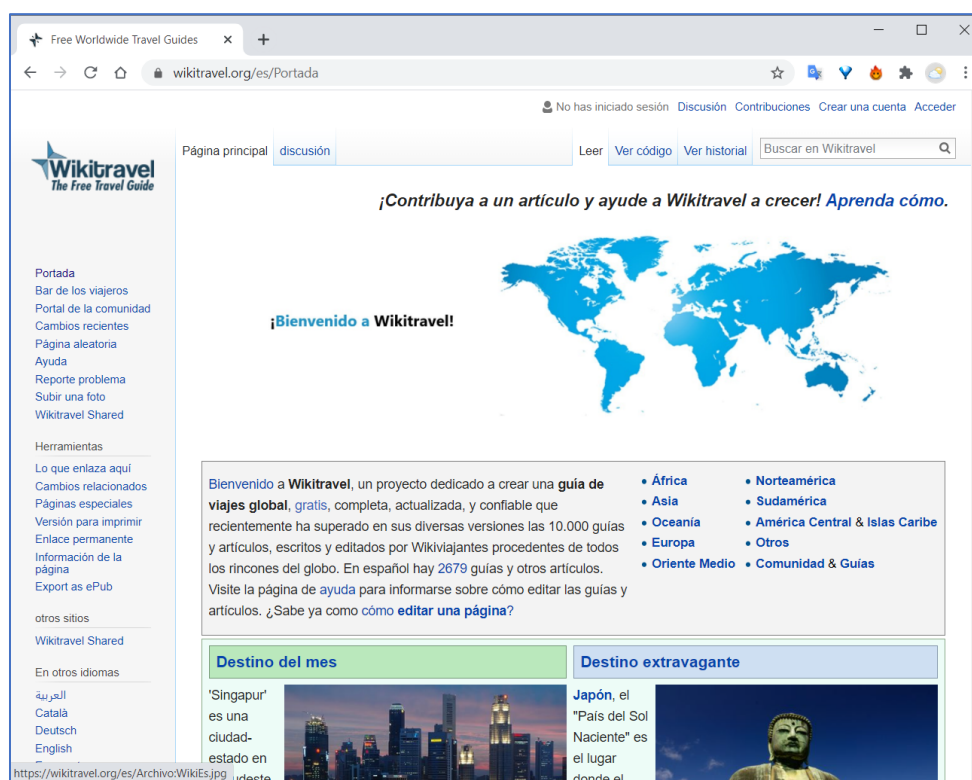 Free Worldwide Travel Guides
wikitravel.org/es/Portada
No has iniciado sesión Discusión Contribuciones Crear una cuenta Acceder
Wikitravel
The Free Travel Guide
Página principal discusión Leer Ver código Ver historial Buscar en Wikitravel
¡Contribuya a un artículo y ayude a Wikitravel a crecer! Aprenda cómo.
¡Bienvenido a Wikitravel!
Portada
Bar de los viajeros
Portal de la comunidad
Cambios recientes
Página aleatoria
Ayuda
Reporte problema
Subir una foto
Wikitravel Shared
Herramientas
Lo que enlaza aquí
Cambios relacionados
Páginas especiales
Versión para imprimir
Enlace permanente
Información de la
página
Export as ePub
otros sitios
Wikitravel Shared
En otros idiomas
العربية
Català
Deutsch
English
Bienvenido a Wikitravel, un proyecto dedicado a crear una guía de
viajes global, gratis, completa, actualizada, y confiable que
recientemente ha superado en sus diversas versiones las 10.000 guías
y artículos, escritos y editados por Wikiviajantes procedentes de todos
los rincones del globo. En español hay 2679 guías y otros artículos.
Visite la página de ayuda para informarse sobre cómo editar las guías y
artículos. ¿Sabe ya como cómo editar una página?
• África
• Asia
• Oceanía
• Europa
• Oriente Medio
• Norteamérica
• Sudamérica
• América Central & Islas Caribe
• Otros
• Comunidad & Guías
Destino del mes
'Singapur'
es una
ciudad-
estado en
Destino extravagante
Japón, el
"País del Sol
Naciente" es
el lugar
donde el
https://wikitravel.org/es/Archivo:WikiEs.jpg